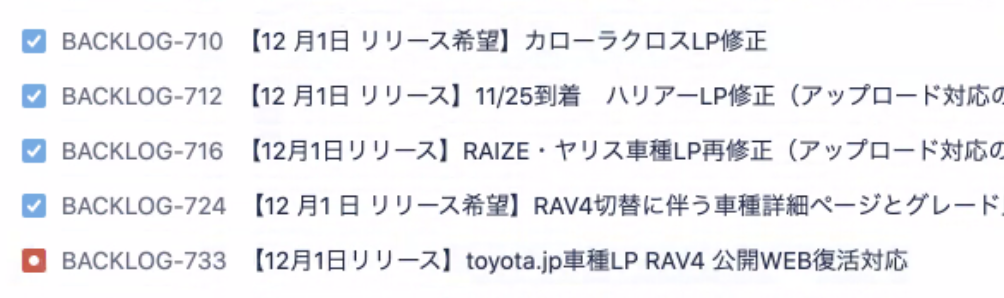 BACKLOG-710 【12 月1日 リリース希望】カローラクロスLP修正
BACKLOG-712 【12 月1日 リリース】11/25到着 ハリアーLP修正（アップロード対応の
BACKLOG-716 【12月1日リリース】RAIZE・ヤリス車種LP再修正（アップロード対応の
BACKLOG-724 【12 月1 日 リリース希望】RAV4切替に伴う車種詳細ページとグレード
BACKLOG-733 【12月1日リリース】toyota.jp車種LP RAV4 公開WEB復活対応